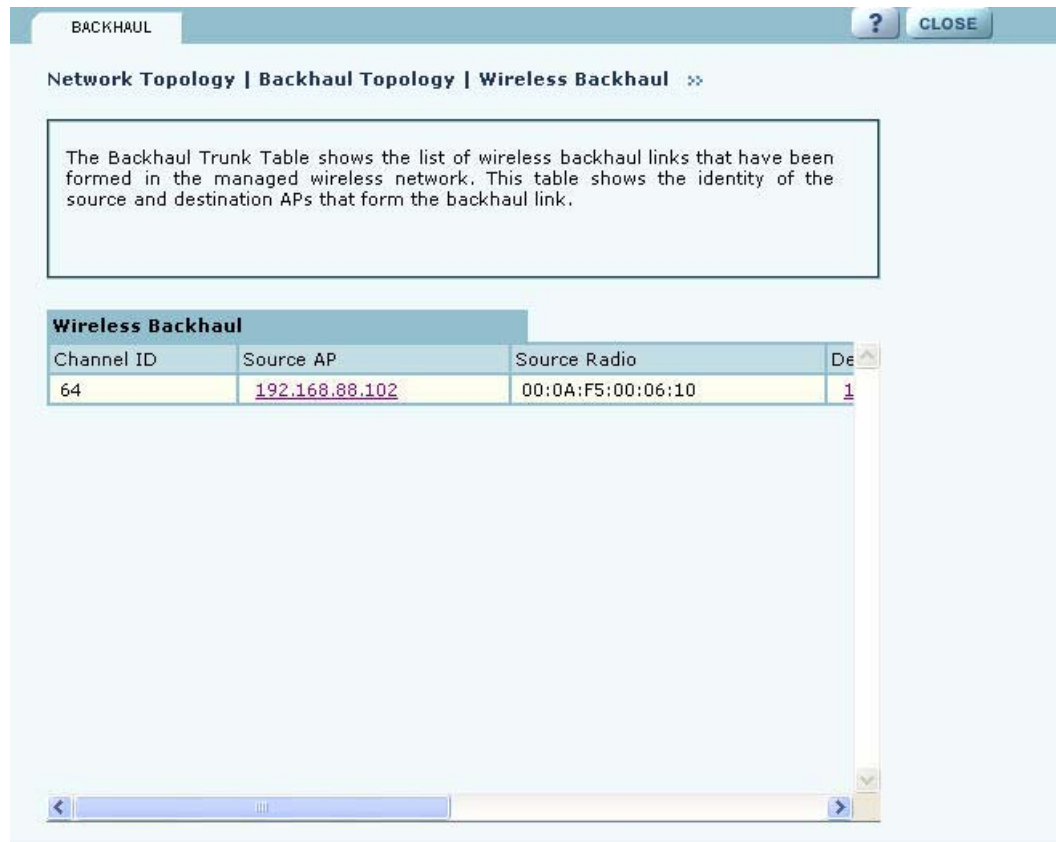 BACKHAUL
? CLOSE
Network Topology | Backhaul Topology | Wireless Backhaul »
The Backhaul Trunk Table shows the list of wireless backhaul links that have been
formed in the managed wireless network. This table shows the identity of the
source and destination APs that form the backhaul link.
Wireless Backhaul
Channel ID Source AP Source Radio De
64 192.168.88.102 00:0A:F5:00:06:10 1